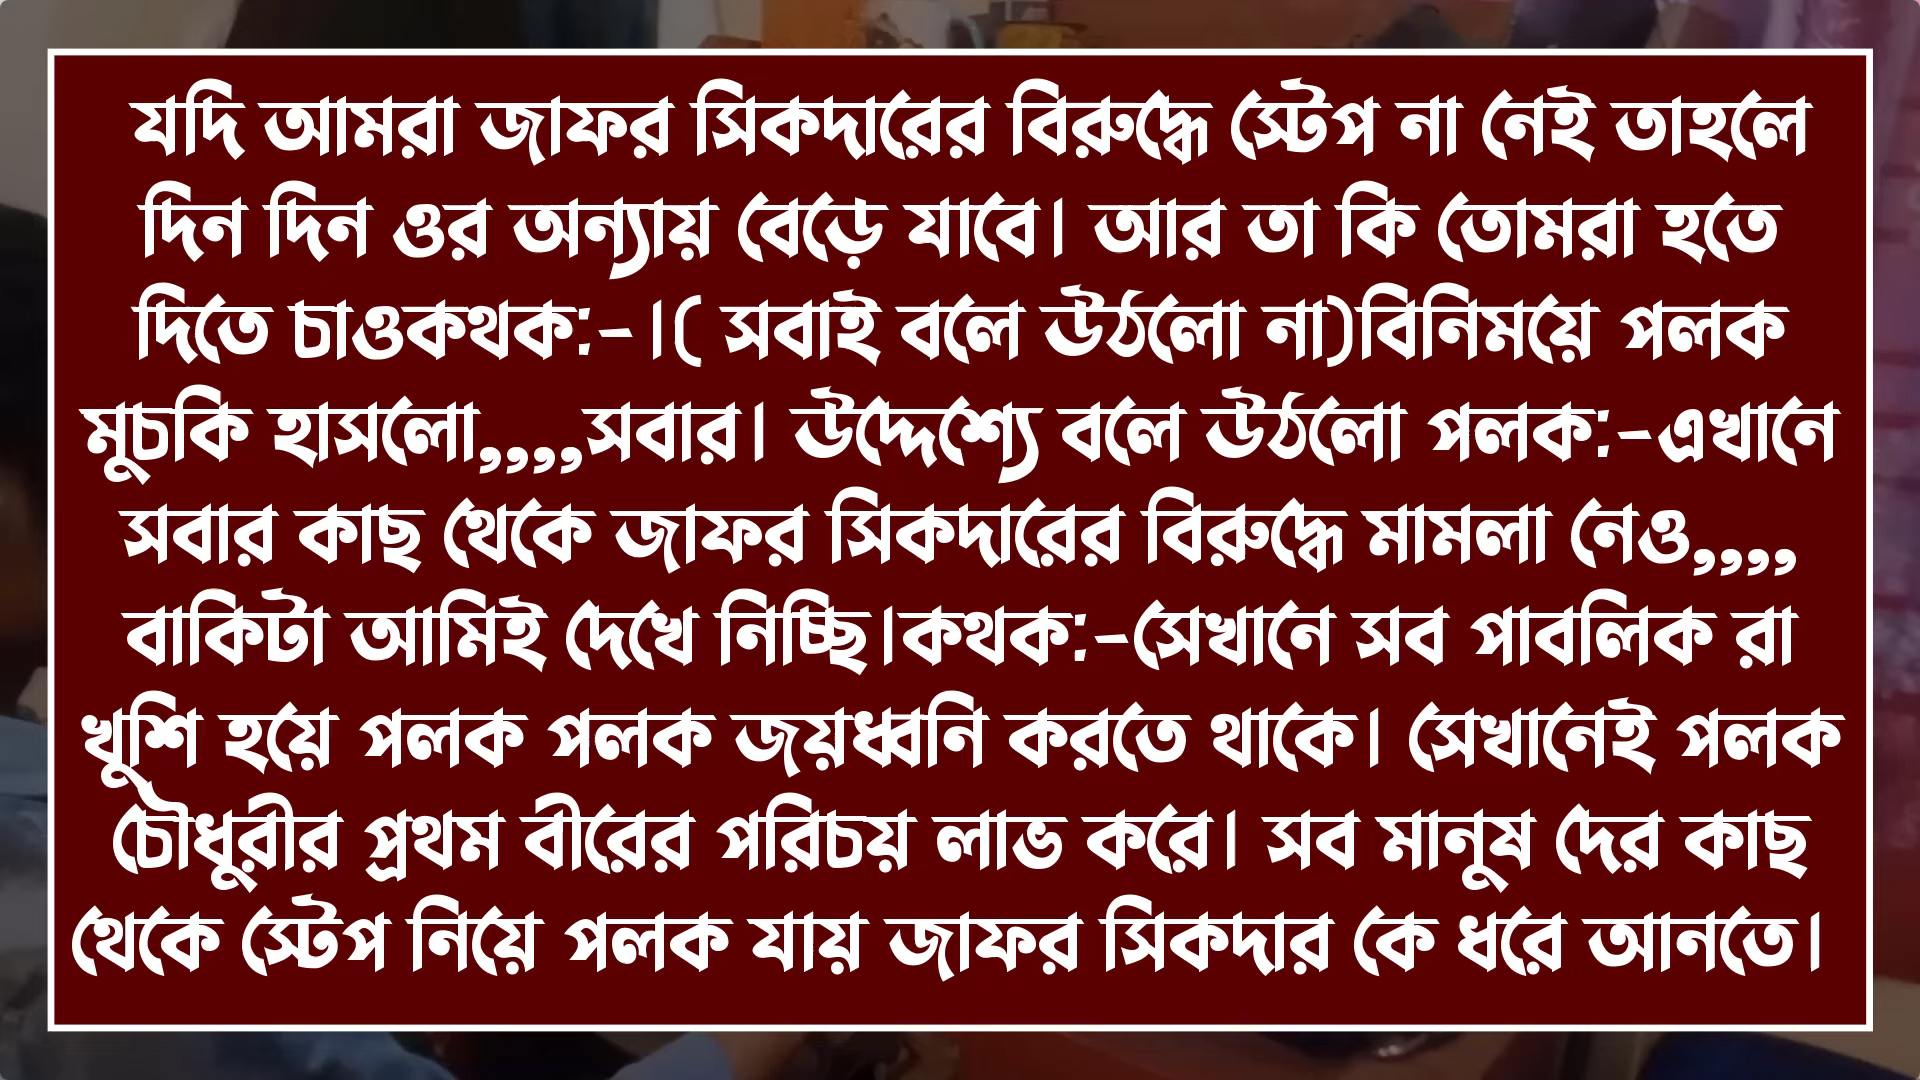 যদি আমরা জাফর সিকদারের বিরুদ্ধে স্টেপ না নেই তাহলে
দিন দিন ওর অন্যায় বেড়ে যাবে। আর তা কি তোমরা হতে
দিতে চাওকথক:-।( সবাই বলে উঠলো না)বিনিময়ে পলক
মুচকি হাসলো,,,,সবার। উদ্দেশ্যে বলে উঠলো পলক:-এখানে
সবার কাছ থেকে জাফর সিকদারের বিরুদ্ধে মামলা নেও,,,,
বাকিটা আমিই দেখে নিচ্ছি।কথক:-সেখানে সব পাবলিক রা
খুশি হয়ে পলক পলক জয়ধ্বনি করতে থাকে। সেখানেই পলক
চৌধুরীর প্রথম বীরের পরিচয় লাভ করে। সব মানুষ দের কাছ
থেকে স্টেপ নিয়ে পলক যায় জাফর সিকদার কে ধরে আনতে।